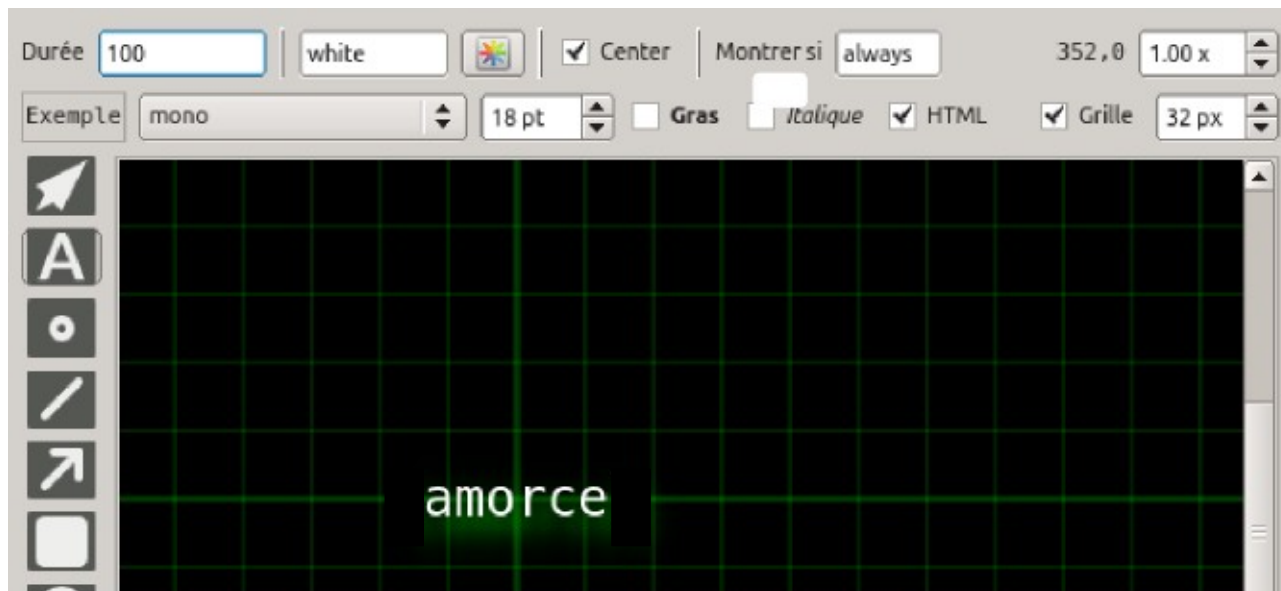 Durée 100 white Center Montrer si always 352,0 1.00 x
Exemple mono 18 pt Gras Italique HTML Grille 32 px
A
amorce